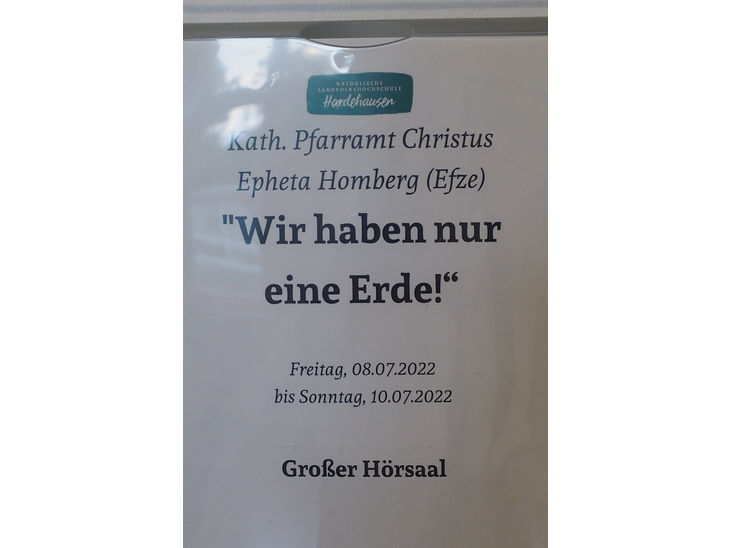 KATHOLISCHE
LANDVOLKSHOCHSCHULE
Hardehausen
Kath. Pfarramt Christus
Epheta Homberg (Efze)
"Wir haben nur
eine Erde!“
Freitag, 08.07.2022
bis Sonntag, 10.07.2022
Großer Hörsaal